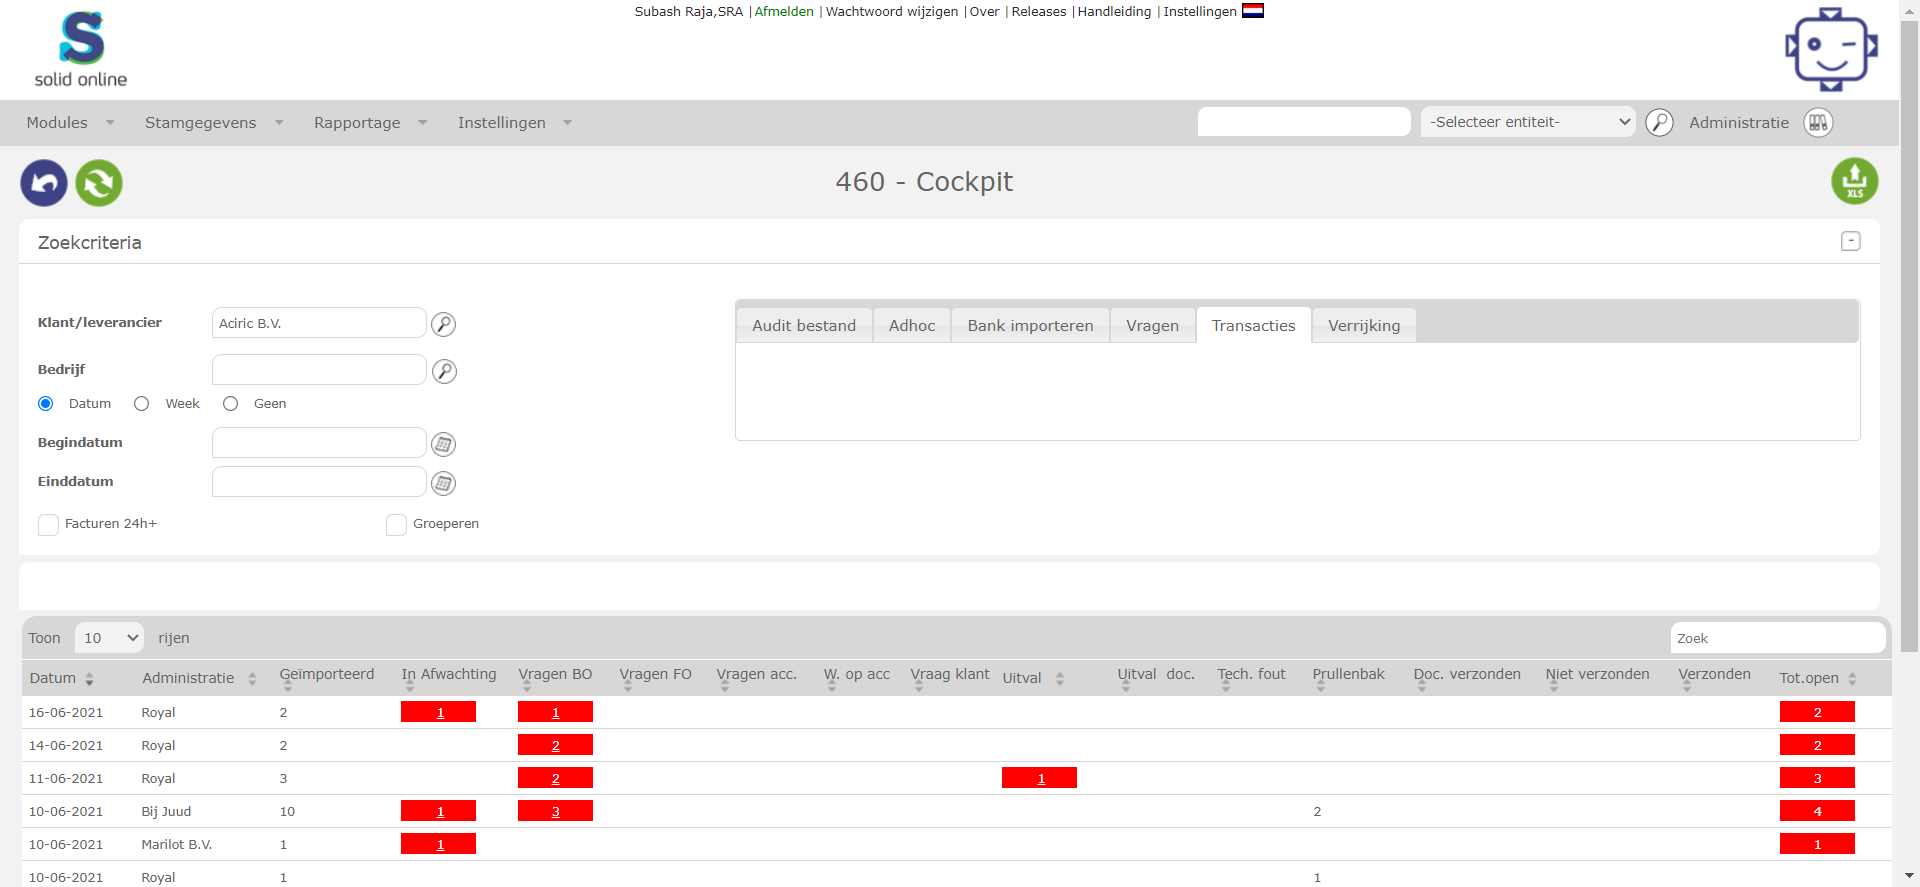 Subash Raja,SRA | Afmelden | Wachtwoord wijzigen | Over | Releases | Handleiding | Instellingen
S
solid online
Modules Stamgegevens Rapportage Instellingen -Selecteer entiteit- Administratie
460 - Cockpit
XLS
Zoekcriteria
-
Klant/leverancier Aciric B.V.
Audit bestand Adhoc Bank importeren Vragen Transacties Verrijking
Bedrijf
Datum Week Geen
Begindatum
Einddatum
Facturen 24h+ Groeperen
Toon 10 rijen Zoek
Datum Administratie Geïmporteerd In Afwachting Vragen BO Vragen FO Vragen acc. W. op acc Vraag klant Uitval Uitval doc. Tech. fout Prullenbak Doc. verzonden Niet verzonden Verzonden Tot.open
16-06-2021 Royal 2 1 1 2
14-06-2021 Royal 2 2 2
11-06-2021 Royal 3 2 1 3
10-06-2021 Bij Juud 10 1 3 2 4
10-06-2021 Marilot B.V. 1 1 1
10-06-2021 Royal 1 1